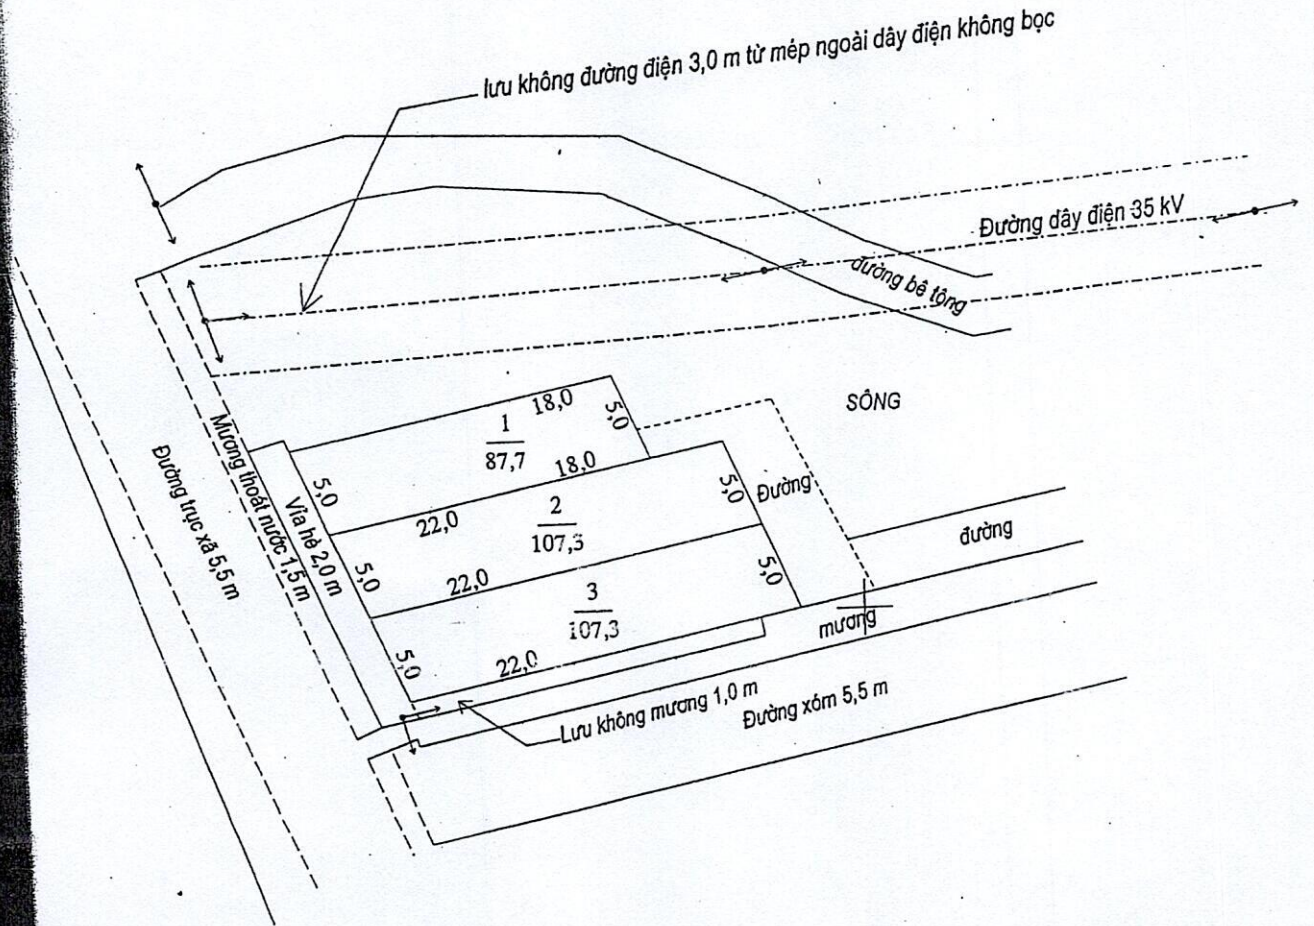 lưu không đường điện 3,0 m từ mép ngoài dây điện không bọc
Đường dây điện 35 kV
đường bê tông
SÔNG
18,0
5,0
1
87,7
18,0
5,0
Mương thoát nước 1,5 m
Vỉa hè 2,0 m
Đường trục xã 5,5 m
22,0
2
107,3
5,0
Đường
đường
5,0
22,0
3
107,3
5,0
mương
5,0
22,0
Lưu không mương 1,0 m
Đường xóm 5,5 m